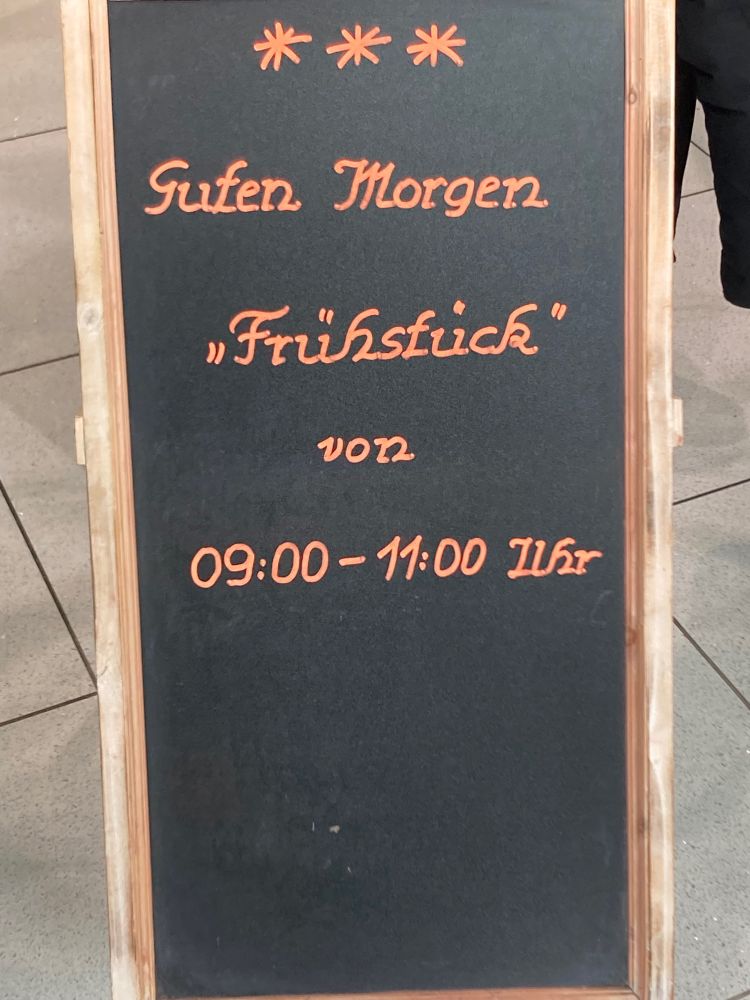 * * *
Guten Morgen
„Frühstück"
von
09:00 – 11:00 Uhr